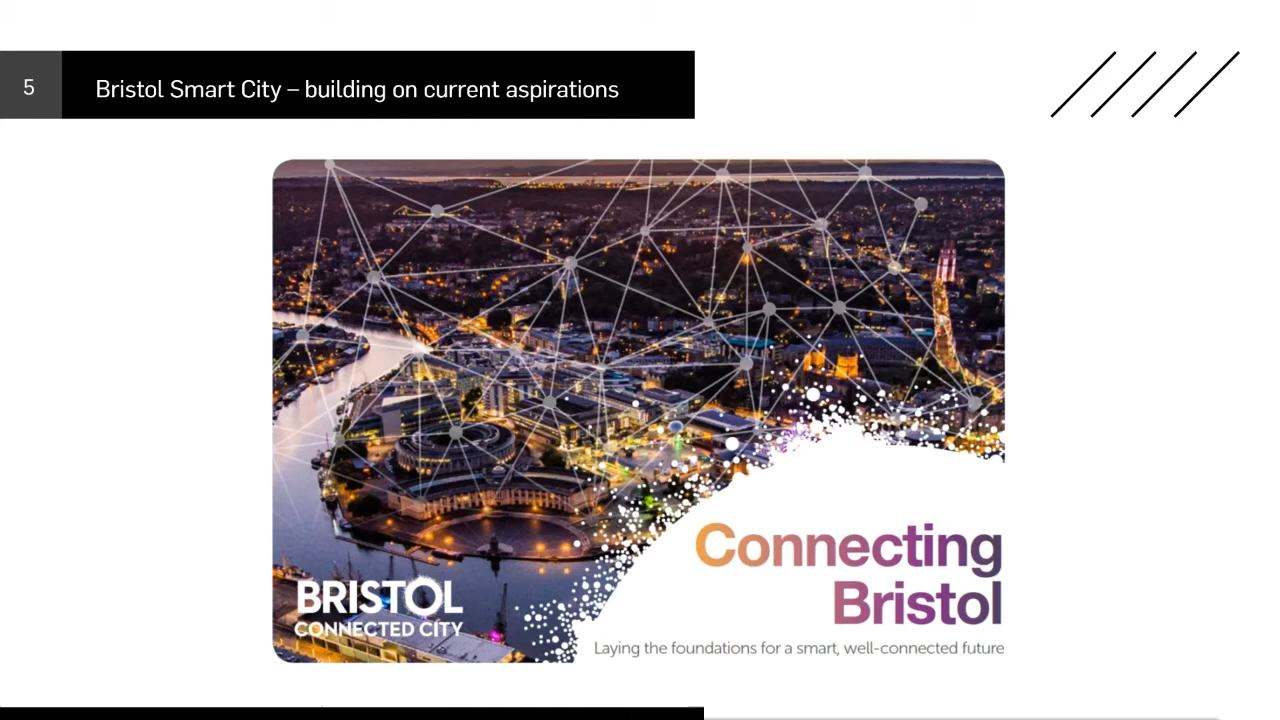 5
Bristol Smart City – building on current aspirations
BRISTOL
CONNECTED CITY
Connecting
Bristol
Laying the foundations for a smart, well-connected future